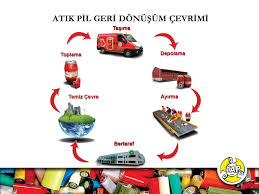 ATIK PİL GERİ DÖNÜŞÜM ÇEVRİMİ
Taşıma
Toplama
Depolama
Temiz Çevre
Ayırma
Bertaraf